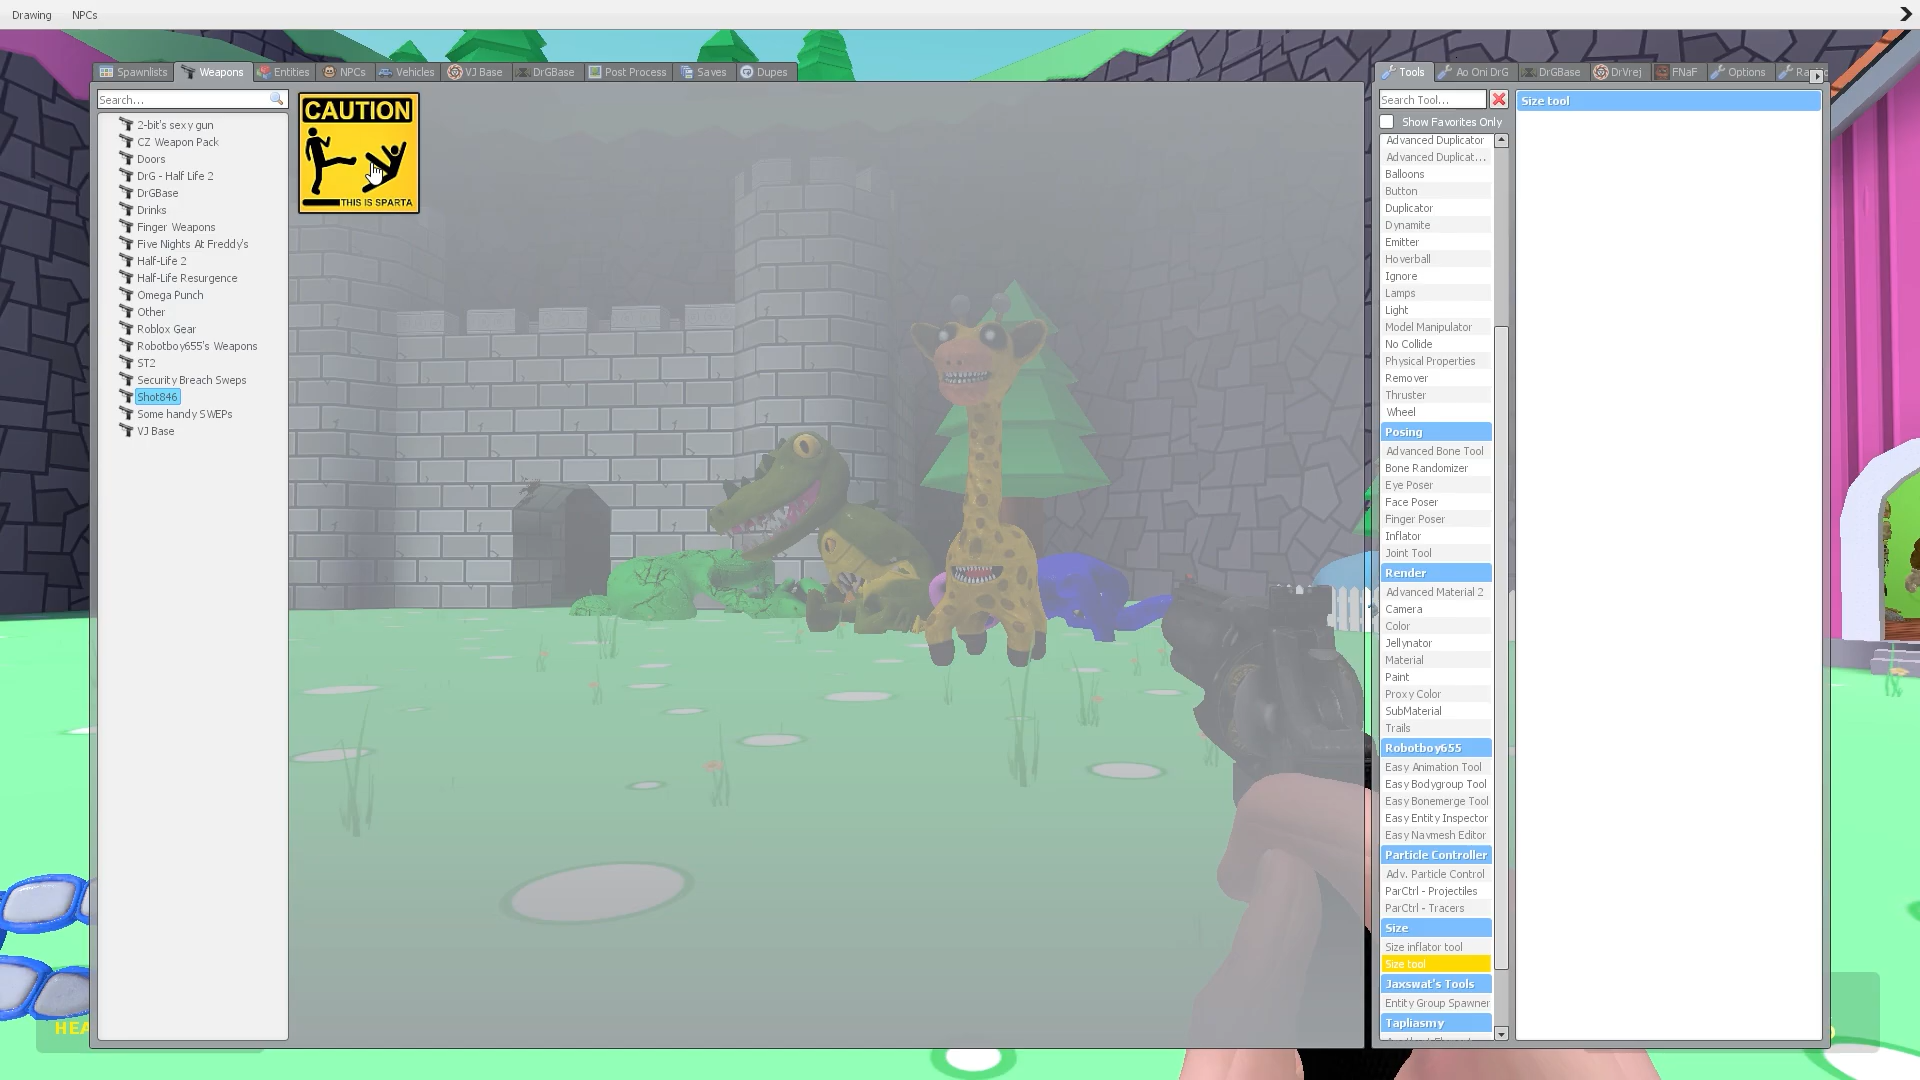 Drawing NPCs
Spawnlists Weapons Entities NPCs Vehicles VJ Base DrGBase Post Process Saves Dupes
Search...
2-bit's sexy gun
CZ Weapon Pack
Doors
DrG - Half Life 2
DrGBase
Drinks
Finger Weapons
Five Nights At Freddy's
Half-Life 2
Half-Life Resurgence
Omega Punch
Other
Roblox Gear
Robotboy655's Weapons
ST2
Security Breach Sweps
Shot846
Some handy SWEPs
VJ Base
CAUTION
THIS IS SPARTA
HEA
Tools Ao Oni DrG DrGBase DrVrej FNaF Options
Search Tool...
Show Favorites Only
Advanced Duplicator
Advanced Duplicat...
Balloons
Button
Duplicator
Dynamite
Emitter
Hoverball
Ignore
Lamps
Light
Model Manipulator
No Collide
Physical Properties
Remover
Thruster
Wheel
Posing
Advanced Bone Tool
Bone Randomizer
Eye Poser
Face Poser
Finger Poser
Inflator
Joint Tool
Render
Advanced Material 2
Camera
Color
Jellynator
Material
Paint
Proxy Color
SubMaterial
Trails
Robotboy655
Easy Animation Tool
Easy Bodygroup Tool
Easy Bonemerge Tool
Easy Entity Inspector
Easy Navmesh Editor
Particle Controller
Adv. Particle Control
ParCtrl - Projectiles
ParCtrl - Tracers
Size
Size inflator tool
Size tool
Jaxswat's Tools
Entity Group Spawner
Tapliasmy
Size tool